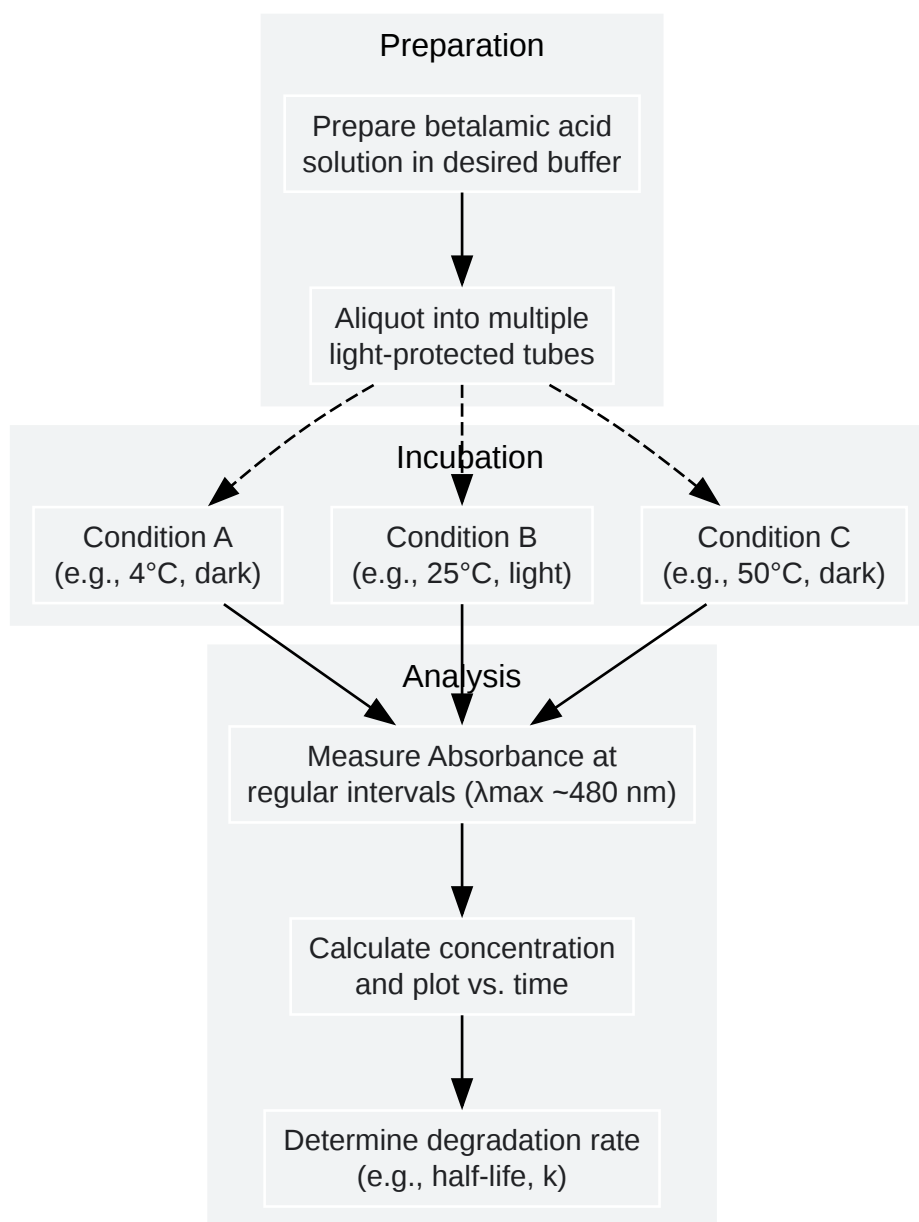 Preparation
Prepare betalamic acid
solution in desired buffer
Aliquot into multiple
light-protected tubes
Incubation
Condition A
(e.g., 4°C, dark)
Condition B
(e.g., 25°C, light)
Condition C
(e.g., 50°C, dark)
Analysis
Measure Absorbance at
regular intervals (λmax ~480 nm)
Calculate concentration
and plot vs. time
Determine degradation rate
(e.g., half-life, k)